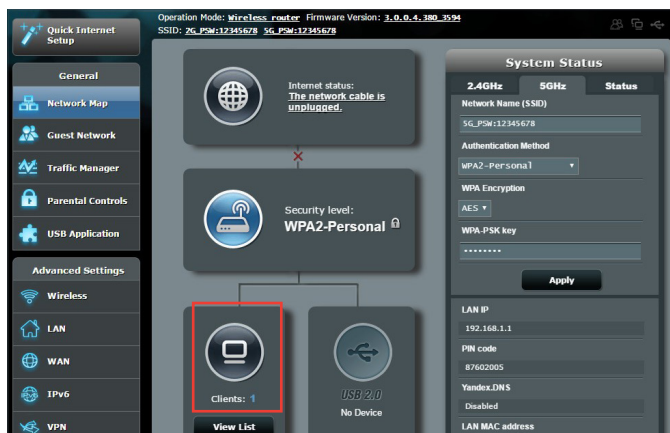 Quick Internet
Setup
Operation Mode: Wireless router Firmware Version: 3.0.0.4.380_3594
SSID: 2G_PSW:12345678 5G_PSW:12345678
General
Network Map
Guest Network
Traffic Manager
Parental Controls
USB Application
Advanced Settings
Wireless
LAN
WAN
IPv6
VPN
Internet status:
The network cable is
unplugged.
Security level:
WPA2-Personal
Clients: 1
View List
USB 2.0
No Device
System Status
2.4GHz 5GHz Status
Network Name (SSID)
5G_PSW:12345678
Authentication
Method
WPA2-Personal
WPA Encryption
AES
WPA-PSK key
········
Apply
LAN IP
192.168.1.1
PIN code
87602005
Yandex.DNS
Disabled
LAN MAC address